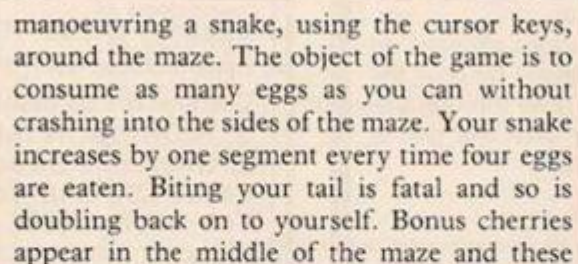 manoeuvring a snake, using the cursor keys,
around the maze. The object of the game is to
consume as many eggs as you can without
crashing into the sides of the maze. Your snake
increases by one segment every time four eggs
are eaten. Biting your tail is fatal and so is
doubling back on to yourself. Bonus cherries
appear in the middle of the maze and these